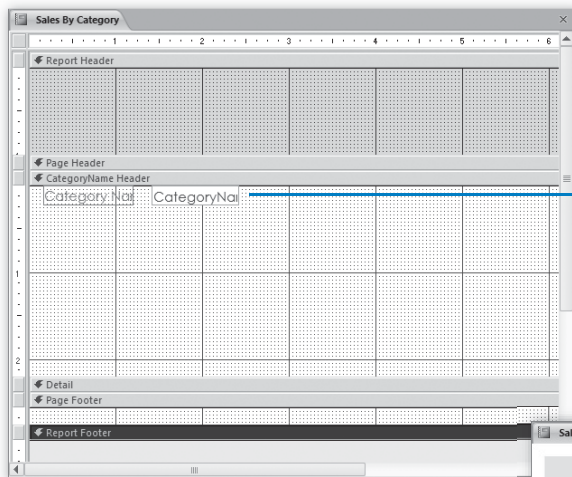 Sales By Category
1 2 3 4 5 6
Report Header
Page Header
CategoryName Header
Category Nar CategoryNai
1
2
Detail
Page Footer
Report Footer
Sal